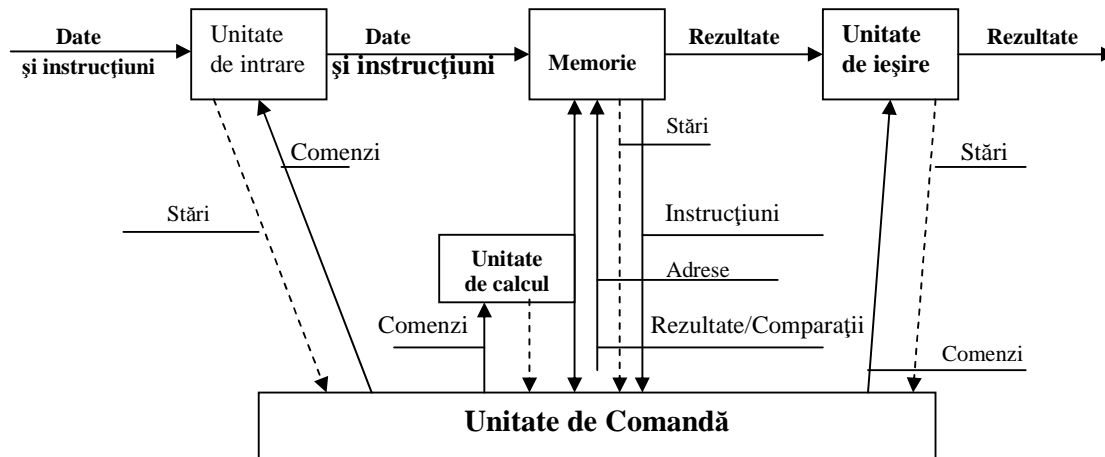 Date
şi instrucţiuni
Unitate
de intrare
Date
şi instrucţiuni
Memorie
Rezultate
Unitate
de ieşire
Rezultate
Comenzi
Stări
Stări
Stări
Instrucţiuni
Unitate
de calcul
Adrese
Comenzi
Rezultate/Comparaţii
Comenzi
Unitate de Comandă